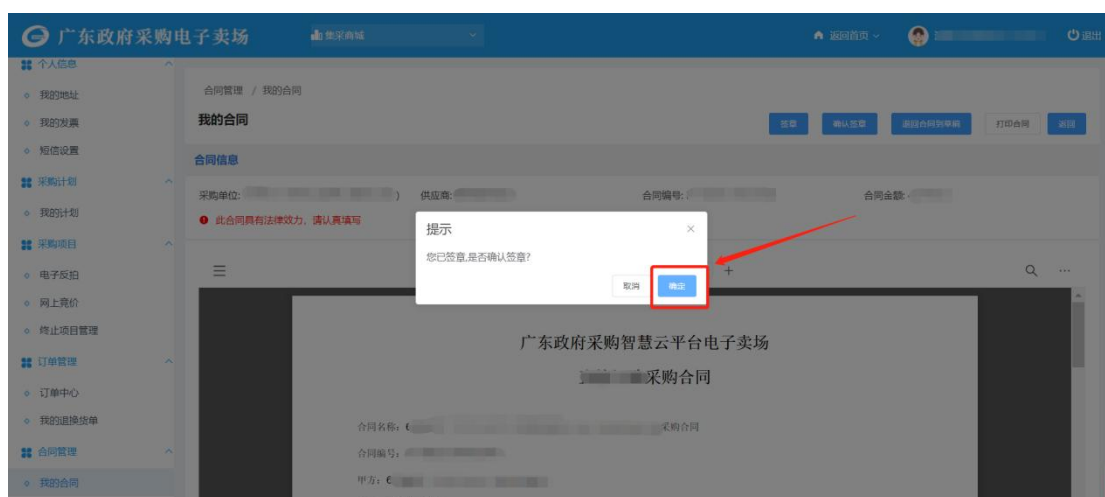 广东政府采购电子卖场
集采商城
返回首页
退出
个人信息
我的地址
我的发票
短信设置
采购计划
我的计划
采购项目
电子反拍
网上竞价
终止项目管理
订单管理
订单中心
我的退换货单
合同管理
我的合同
合同管理 / 我的合同
我的合同
签章 确认签章 退回合同到草稿 打印合同 返回
合同信息
采购单位: ) 供应商: 合同编号: 合同金额:
此合同具有法律效力，请认真填写
提示
您已签章,是否确认签章?
取消 确定
广东政府采购智慧云平台电子卖场
采购合同
合同名称： 采购合同
合同编号：
甲方：